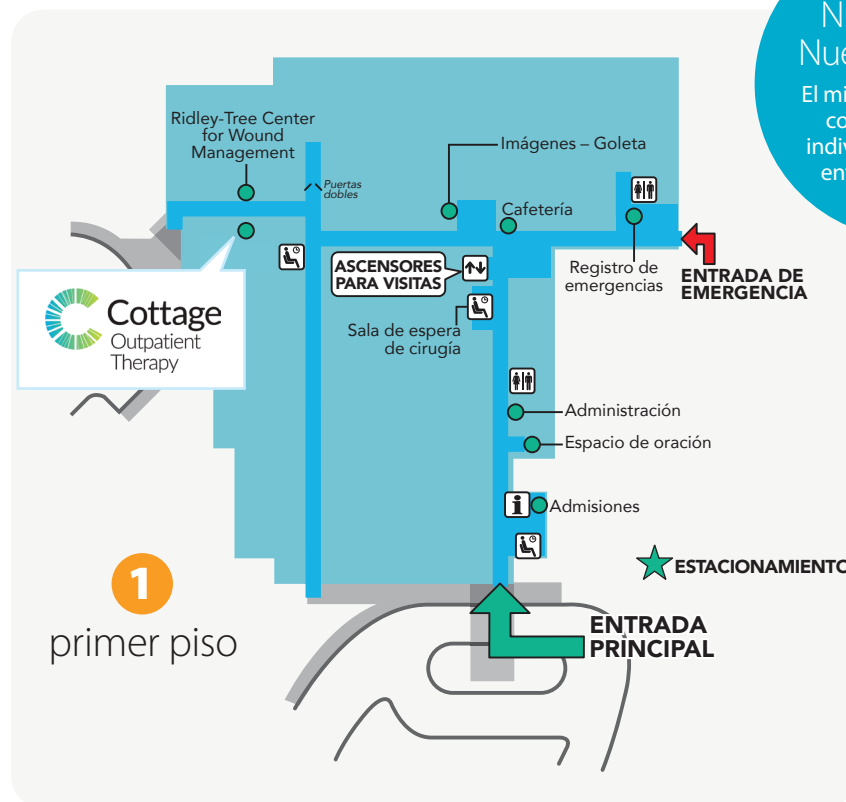 Ridley-Tree Center
for Wound
Management
Puertas
dobles
Imágenes – Goleta
Cafetería
Registro de
emergencias
ENTRADA DE
EMERGENCIA
ASCENSORES
PARA VISITAS
Sala de espera
de cirugía
Cottage
Outpatient
Therapy
Administración
Espacio de oración
i
Admisiones
ESTACIONAMIENTO
1
primer piso
ENTRADA
PRINCIPAL